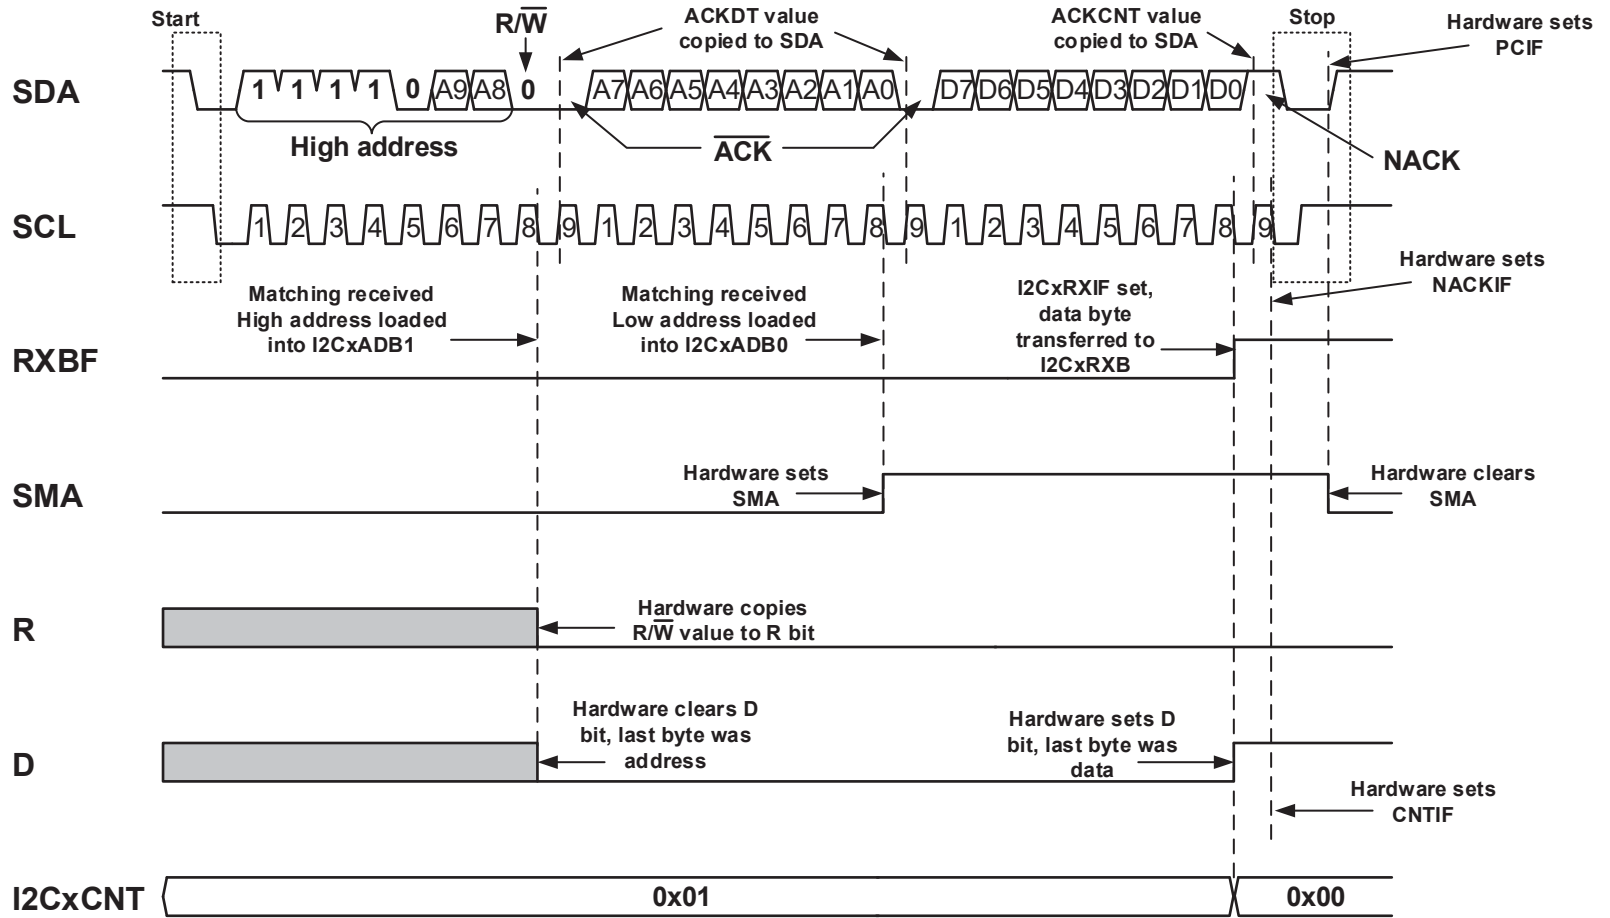 Start
R/W
ACKDT value
copied to SDA
ACKCNT value
copied to SDA
Stop
Hardware sets
PCIF
SDA
1 1 1 1 0 A9 A8 0 A7 A6 A5 A4 A3 A2 A1 A0 D7 D6 D5 D4 D3 D2 D1 D0
High address
ACK
NACK
SCL
1 2 3 4 5 6 7 8 9 1 2 3 4 5 6 7 8 9 1 2 3 4 5 6 7 8 9
Hardware sets
NACKIF
Matching received
High address loaded
into I2CxADB1
Matching received
Low address loaded
into I2CxADB0
I2CxRXIF set,
data byte
transferred to
I2CxRXB
RXBF
Hardware sets
SMA
Hardware clears
SMA
SMA
Hardware copies
R/W value to R bit
R
Hardware clears D
bit, last byte was
address
Hardware sets D
bit, last byte was
data
D
Hardware sets
CNTIF
I2CxCNT
0x01
0x00